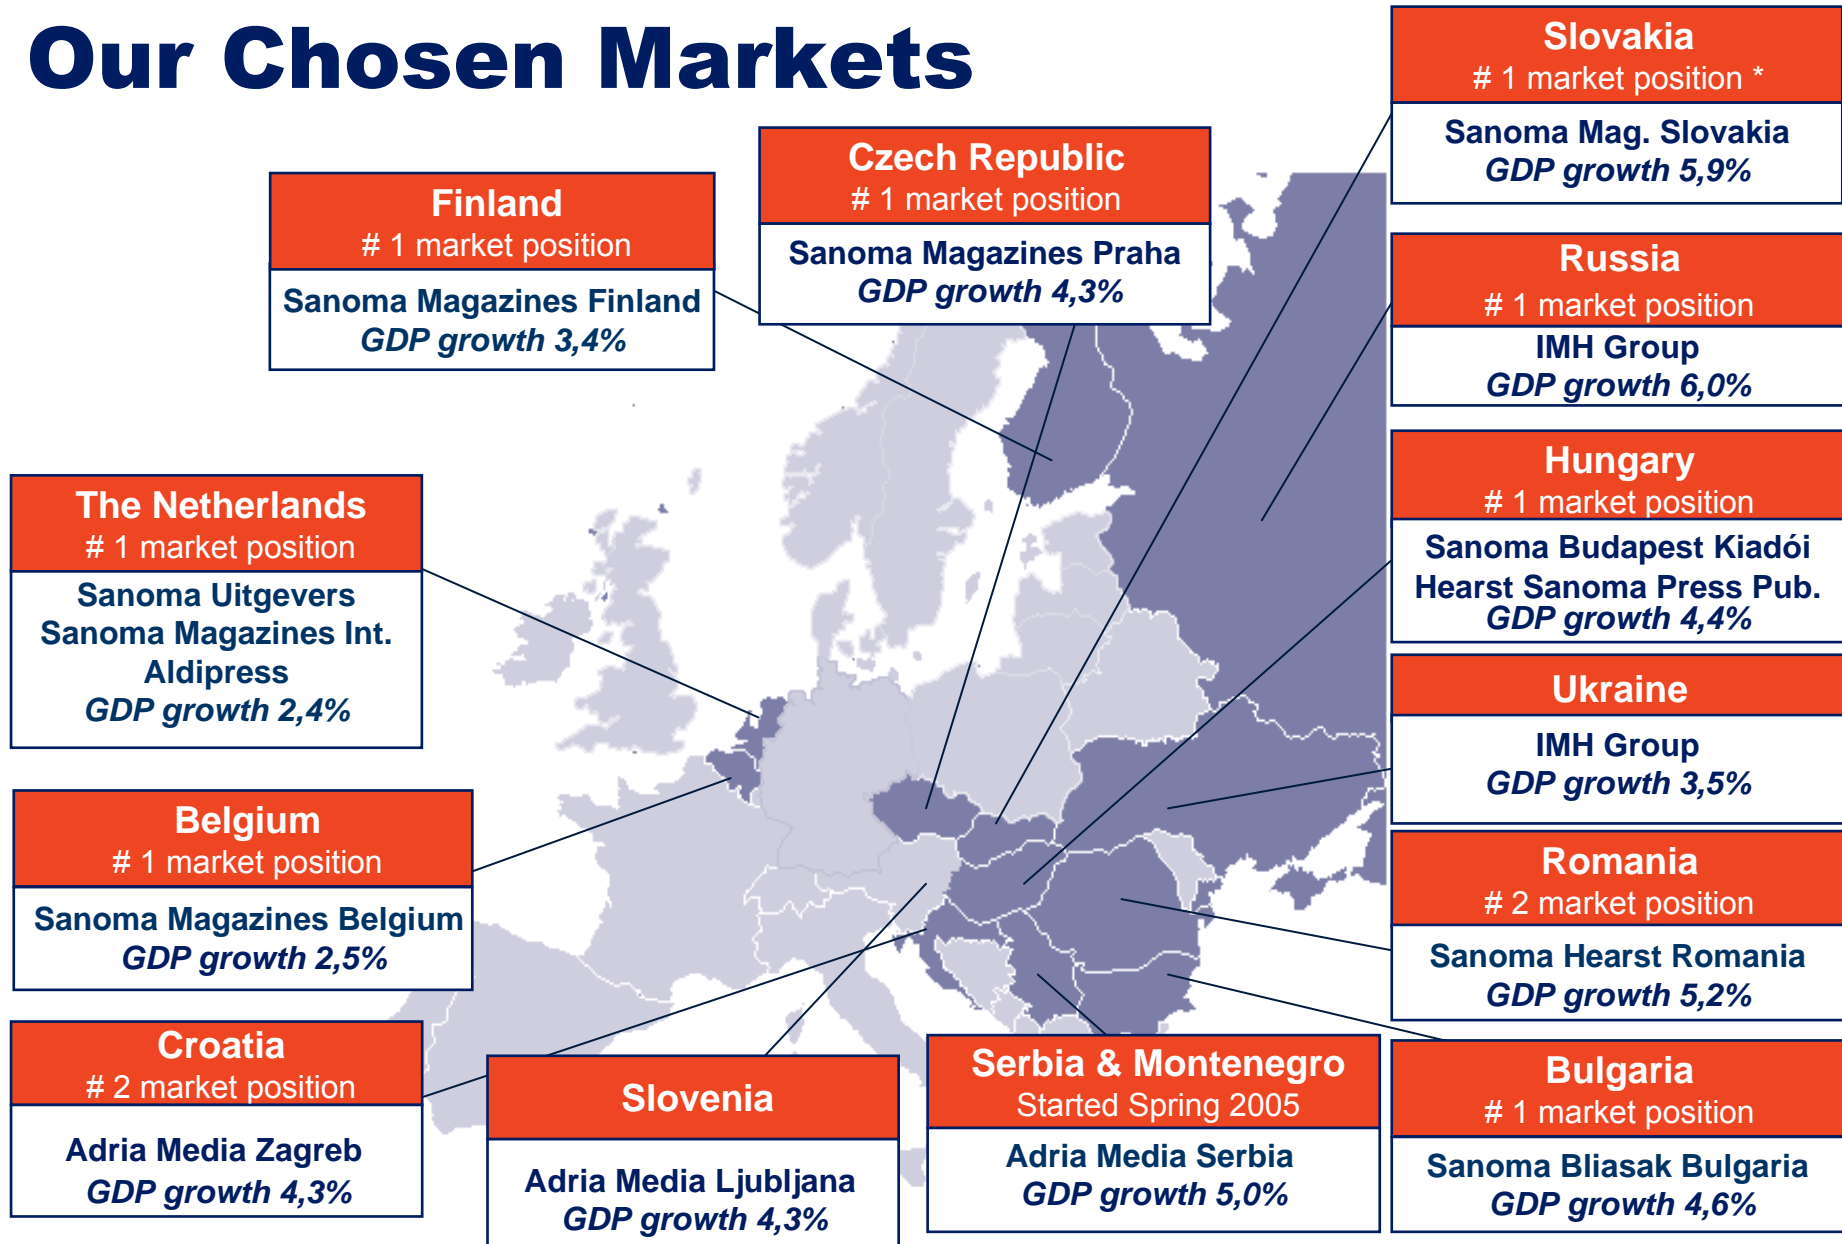 Our Chosen Markets
Slovakia
# 1 market position *
Sanoma Mag. Slovakia
GDP growth 5,9%
Czech Republic
# 1 market position
Sanoma Magazines Praha
GDP growth 4,3%
Finland
# 1 market position
Sanoma Magazines Finland
GDP growth 3,4%
Russia
# 1 market position
IMH Group
GDP growth 6,0%
Hungary
# 1 market position
Sanoma Budapest Kiadói
Hearst Sanoma Press Pub.
GDP growth 4,4%
The Netherlands
# 1 market position
Sanoma Uitgevers
Sanoma Magazines Int.
Aldipress
GDP growth 2,4%
Ukraine
IMH Group
GDP growth 3,5%
Belgium
# 1 market position
Sanoma Magazines Belgium
GDP growth 2,5%
Romania
# 2 market position
Sanoma Hearst Romania
GDP growth 5,2%
Croatia
# 2 market position
Adria Media Zagreb
GDP growth 4,3%
Slovenia
Adria Media Ljubljana
GDP growth 4,3%
Serbia & Montenegro
Started Spring 2005
Adria Media Serbia
GDP growth 5,0%
Bulgaria
# 1 market position
Sanoma Bliasak Bulgaria
GDP growth 4,6%